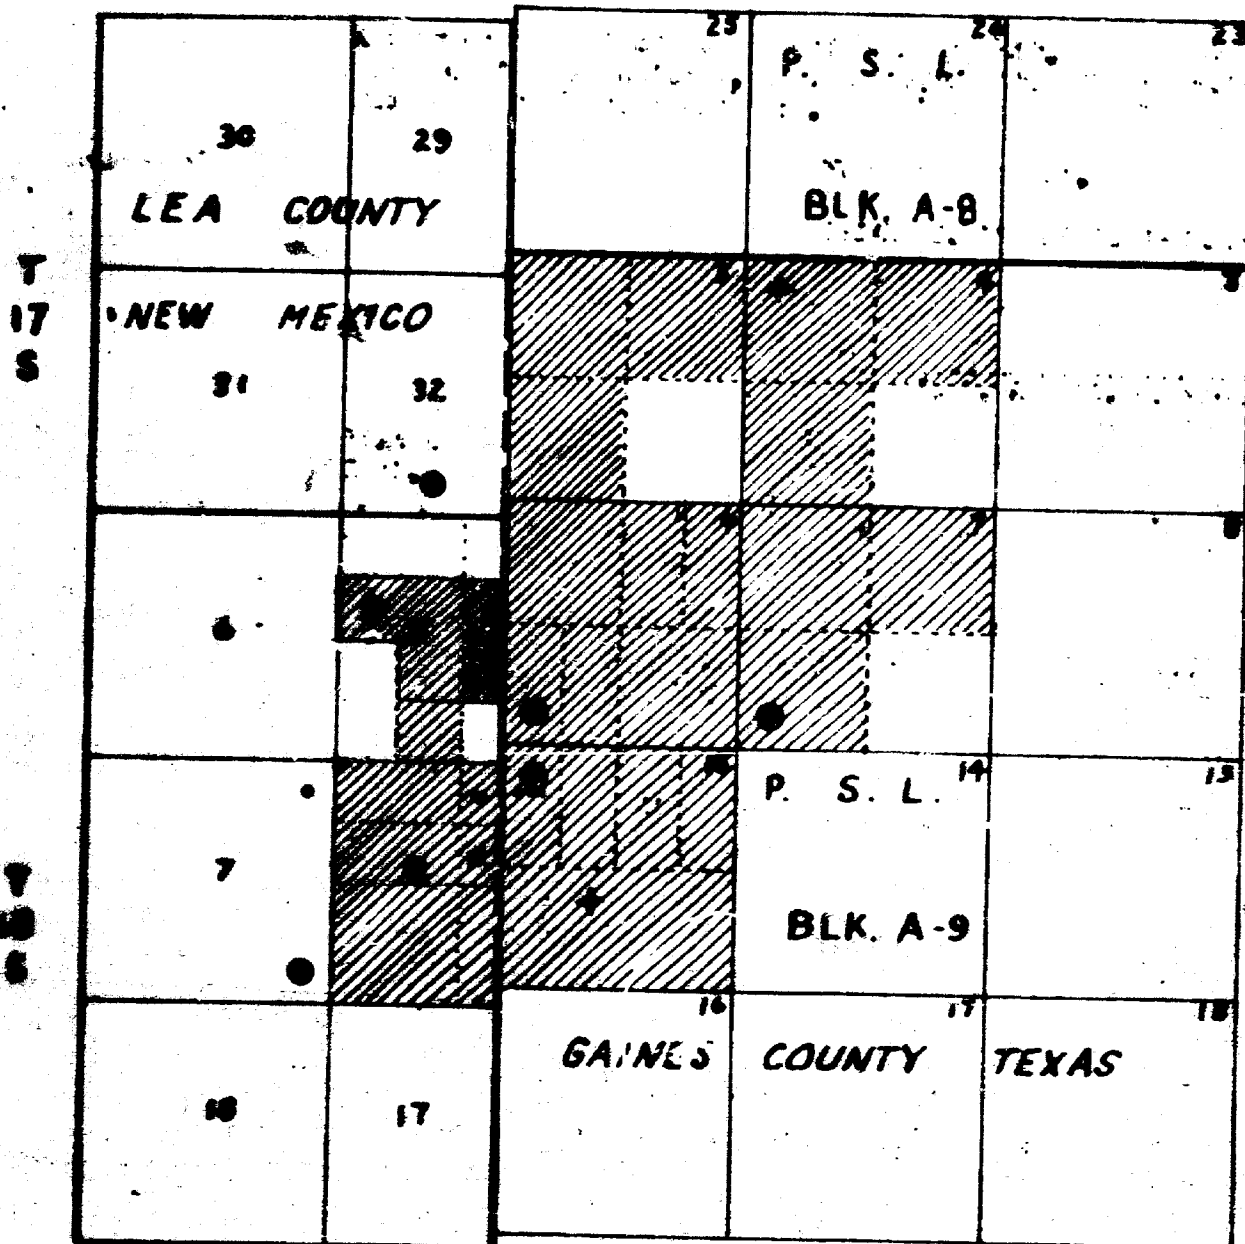 25 24 23
P. S. L.
30 29
LEA COUNTY
BLK. A-8
T
17
S
NEW MEXICO
31 32
6
7
P. S. L.
14 13
BLK. A-9
S
16 17 18
GAINES COUNTY TEXAS
18 17